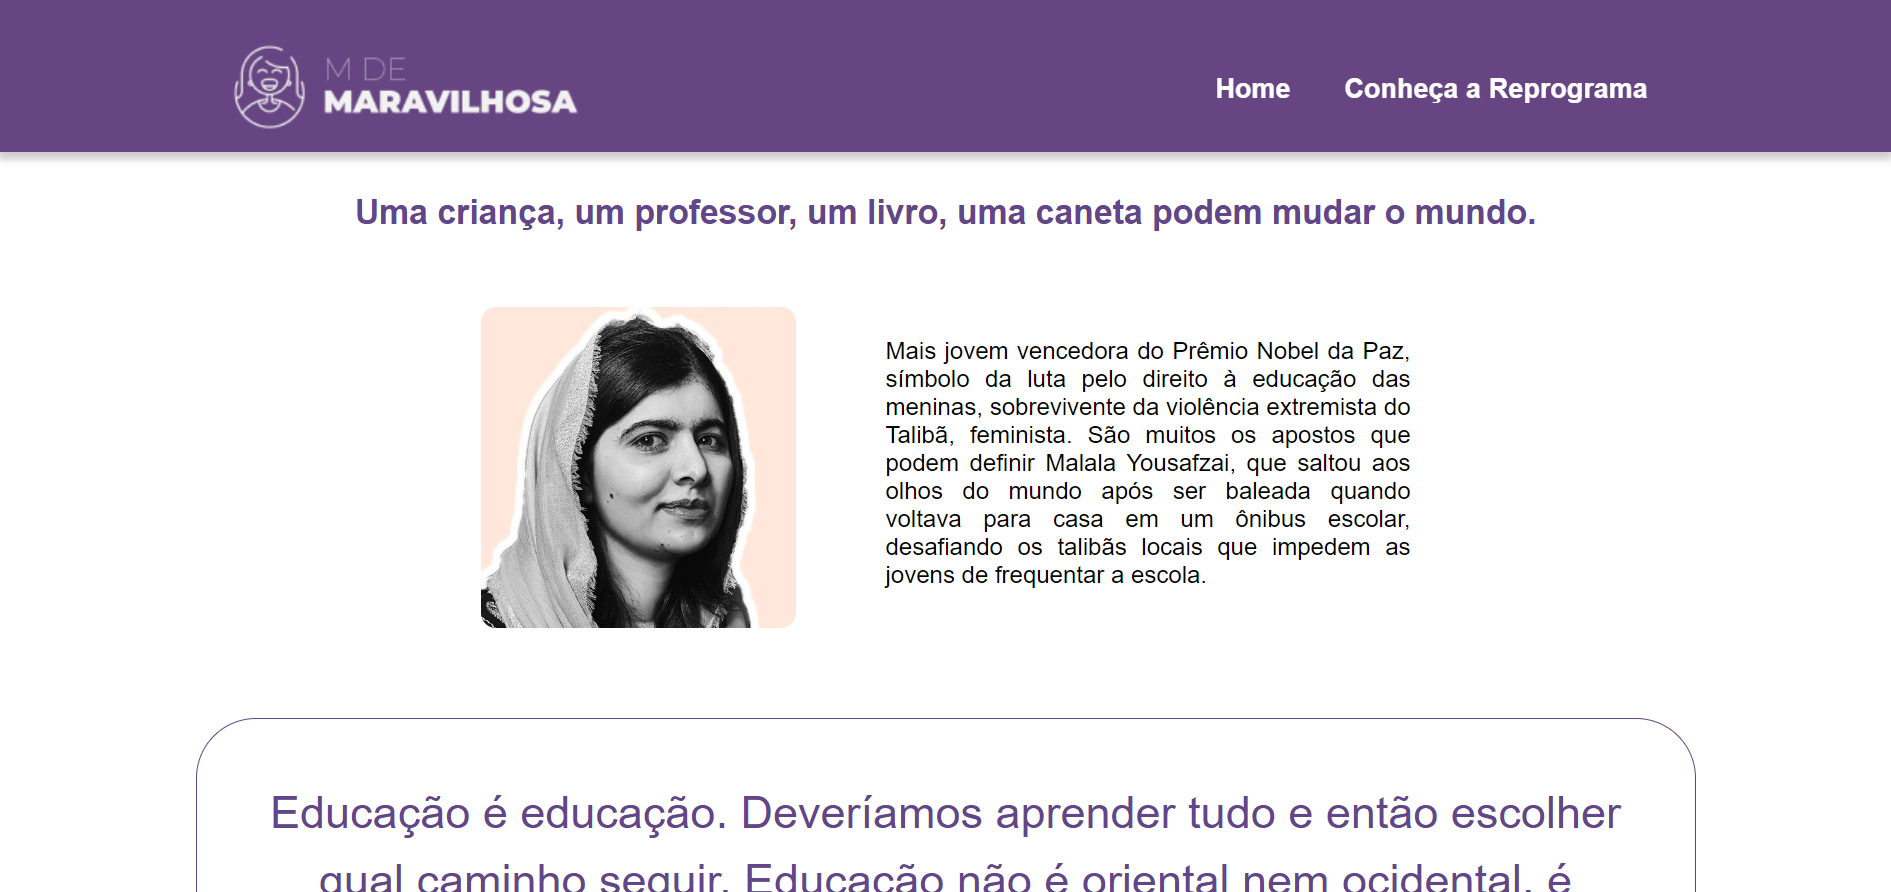 M DE
MARAVILHOSA
Home
Conheça a Reprograma
Uma criança, um professor, um livro, uma caneta podem mudar o mundo.
Mais jovem vencedora do Prêmio Nobel da Paz,
símbolo da luta pelo direito à educação das
meninas, sobrevivente da violência extremista do
Talibã, feminista. São muitos os apostos que
podem definir Malala Yousafzai, que saltou aos
olhos do mundo após ser baleada quando
voltava para casa em um ônibus escolar,
desafiando os talibãs locais que impedem as
jovens de frequentar a escola.
Educação é educação. Deveríamos aprender tudo e então escolher
qual caminho seguir. Educação não é oriental nem ocidental, é